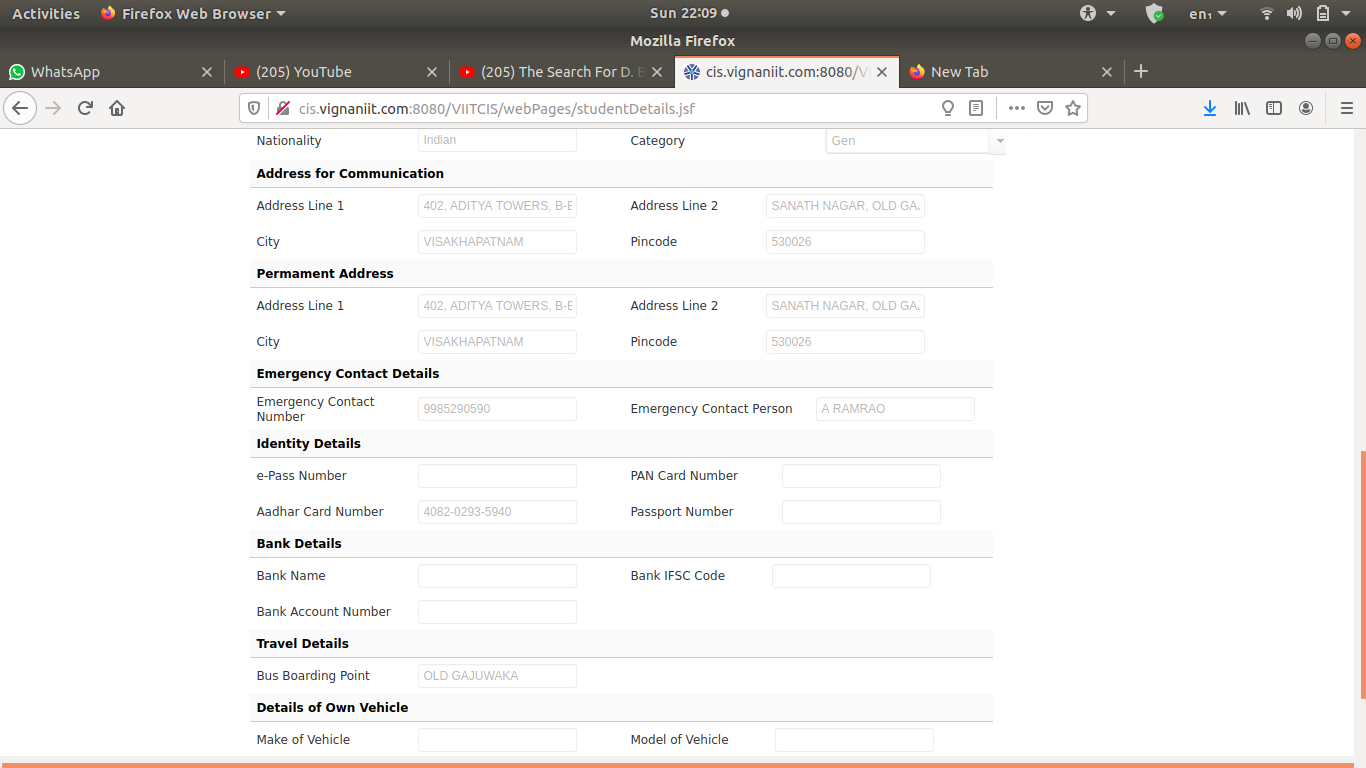 Activities Firefox Web Browser Sun 22:09 en₁
Mozilla Firefox
WhatsApp (205) YouTube (205) The Search For D. B cis.vignaniit.com:8080/V New Tab
cis.vignaniit.com:8080/VIITCIS/webPages/studentDetails.jsf
Nationality Indian Category Gen
Address for Communication
Address Line 1 402, ADITYA TOWERS, B-E Address Line 2 SANATH NAGAR, OLD GA
City VISAKHAPATNAM Pincode 530026
Permament Address
Address Line 1 402, ADITYA TOWERS, B-E Address Line 2 SANATH NAGAR, OLD GA
City VISAKHAPATNAM Pincode 530026
Emergency Contact Details
Emergency Contact
Number 9985290590 Emergency Contact Person A RAMRAO
Identity Details
e-Pass Number PAN Card Number
Aadhar Card Number 4082-0293-5940 Passport Number
Bank Details
Bank Name Bank IFSC Code
Bank Account Number
Travel Details
Bus Boarding Point OLD GAJUWAKA
Details of Own Vehicle
Make of Vehicle Model of Vehicle